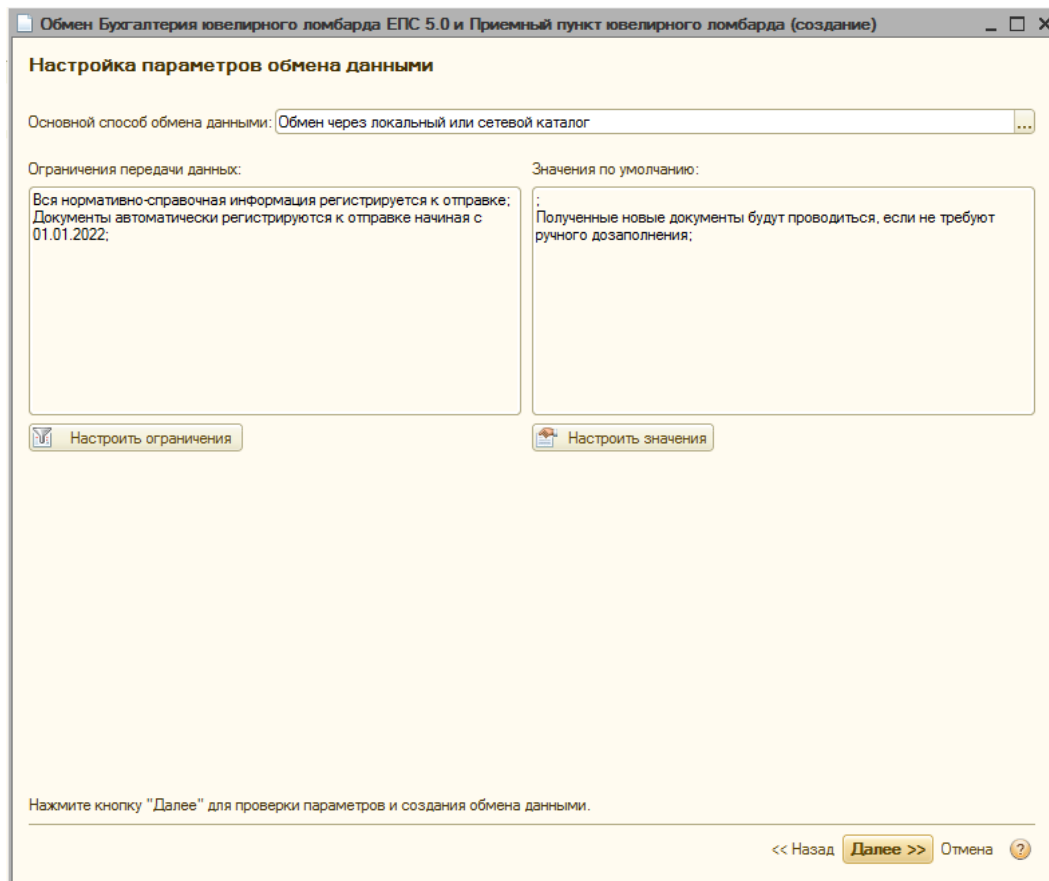 Обмен Бухгалтерия ювелирного ломбарда ЕПС 5.0 и Приемный пункт ювелирного ломбарда (создание)
Настройка параметров обмена данными
Основной способ обмена данными: Обмен через локальный или сетевой каталог ...
Ограничения передачи данных:
Вся нормативно-справочная информация регистрируется к отправке;
Документы автоматически регистрируются к отправке начиная с
01.01.2022;
Настроить ограничения
Значения по умолчанию:
;
Полученные новые документы будут проводиться, если не требуют
ручного дозаполнения;
Настроить значения
Нажмите кнопку "Далее" для проверки параметров и создания обмена данными.
<< Назад Далее >> Отмена ?